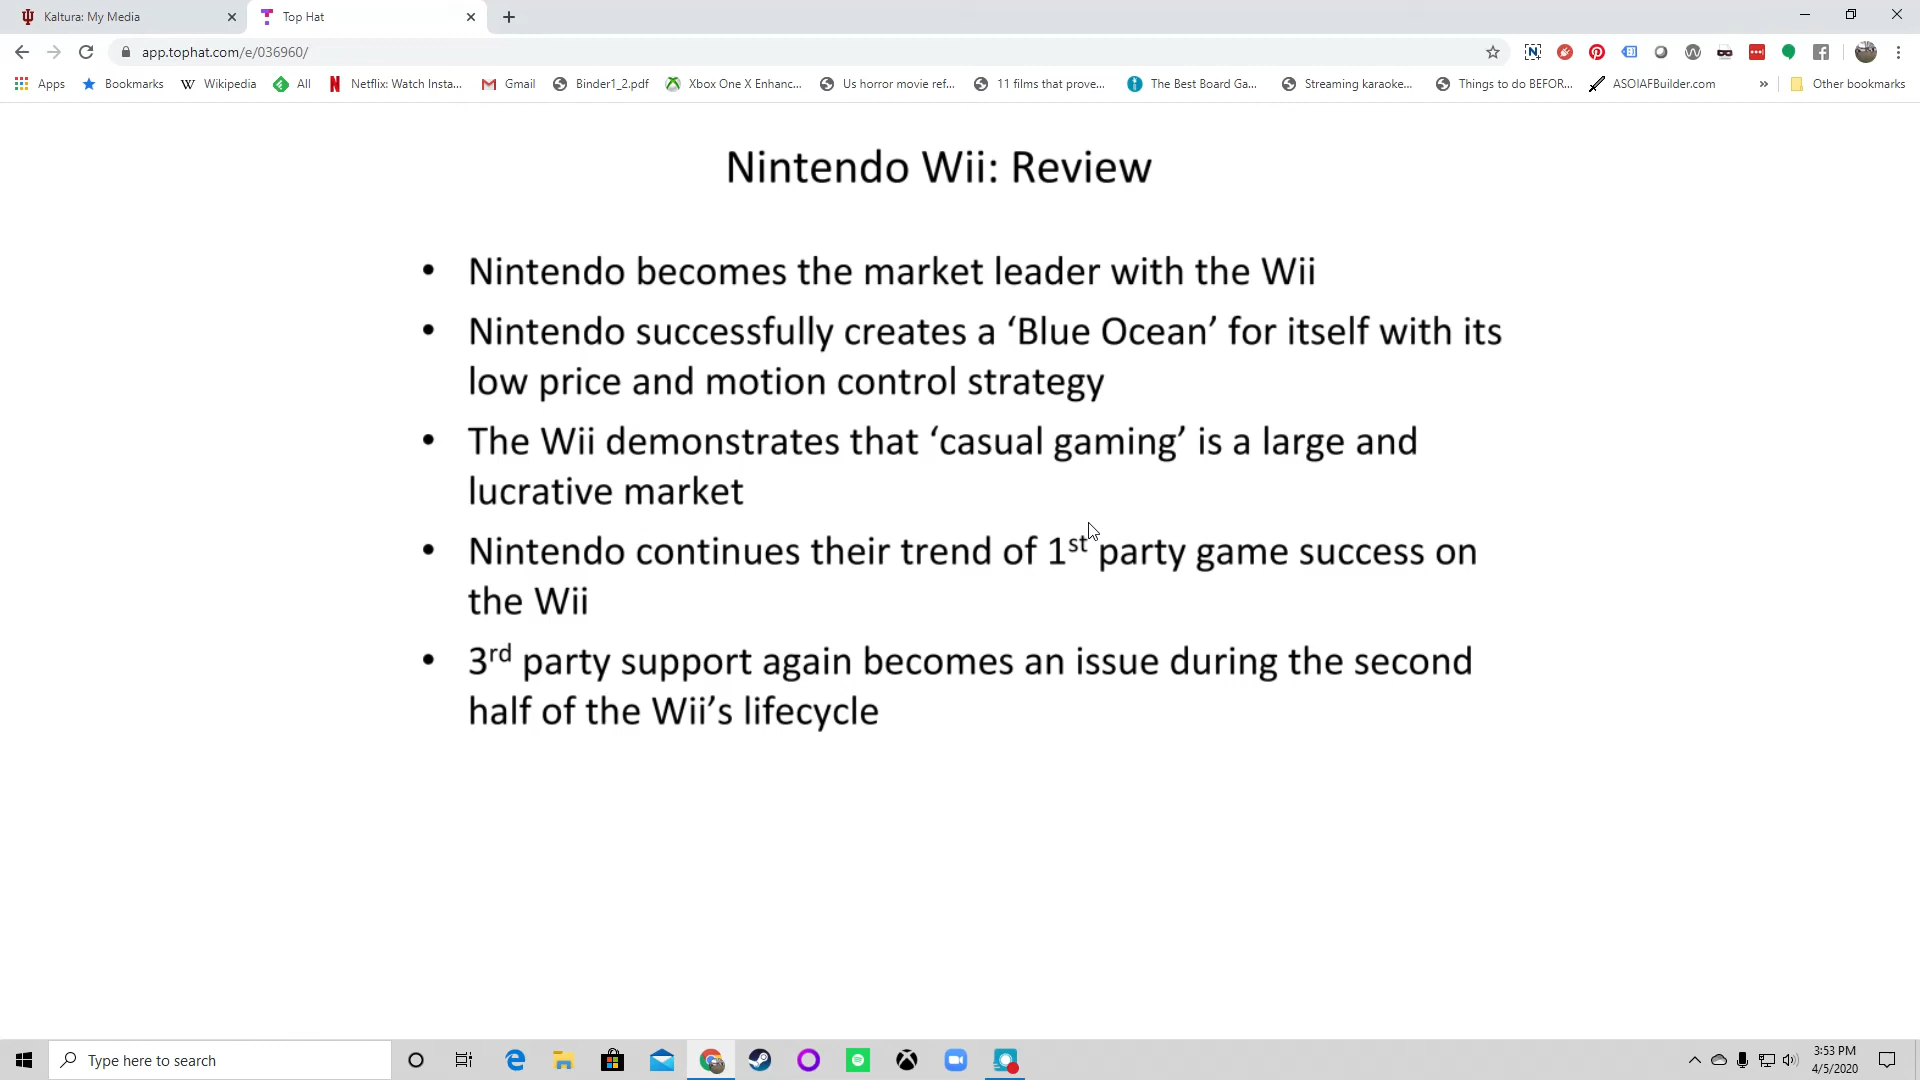 Kaltura: My Media
Top Hat
app.tophat.com/e/036960/
Apps Bookmarks Wikipedia All Netflix: Watch Insta... Gmail Binder1_2.pdf Xbox One X Enhanc... Us horror movie ref... 11 films that prove... The Best Board Ga... Streaming karaoke... Things to do BEFOR... ASOIAFBuilder.com » Other bookmarks
Nintendo Wii: Review
• Nintendo becomes the market leader with the Wii
• Nintendo successfully creates a ‘Blue Ocean’ for itself with its
low price and motion control strategy
• The Wii demonstrates that ‘casual gaming’ is a large and
lucrative market
• Nintendo continues their trend of 1st party game success on
the Wii
• 3rd party support again becomes an issue during the second
half of the Wii’s lifecycle
Type here to search
3:53 PM
4/5/2020